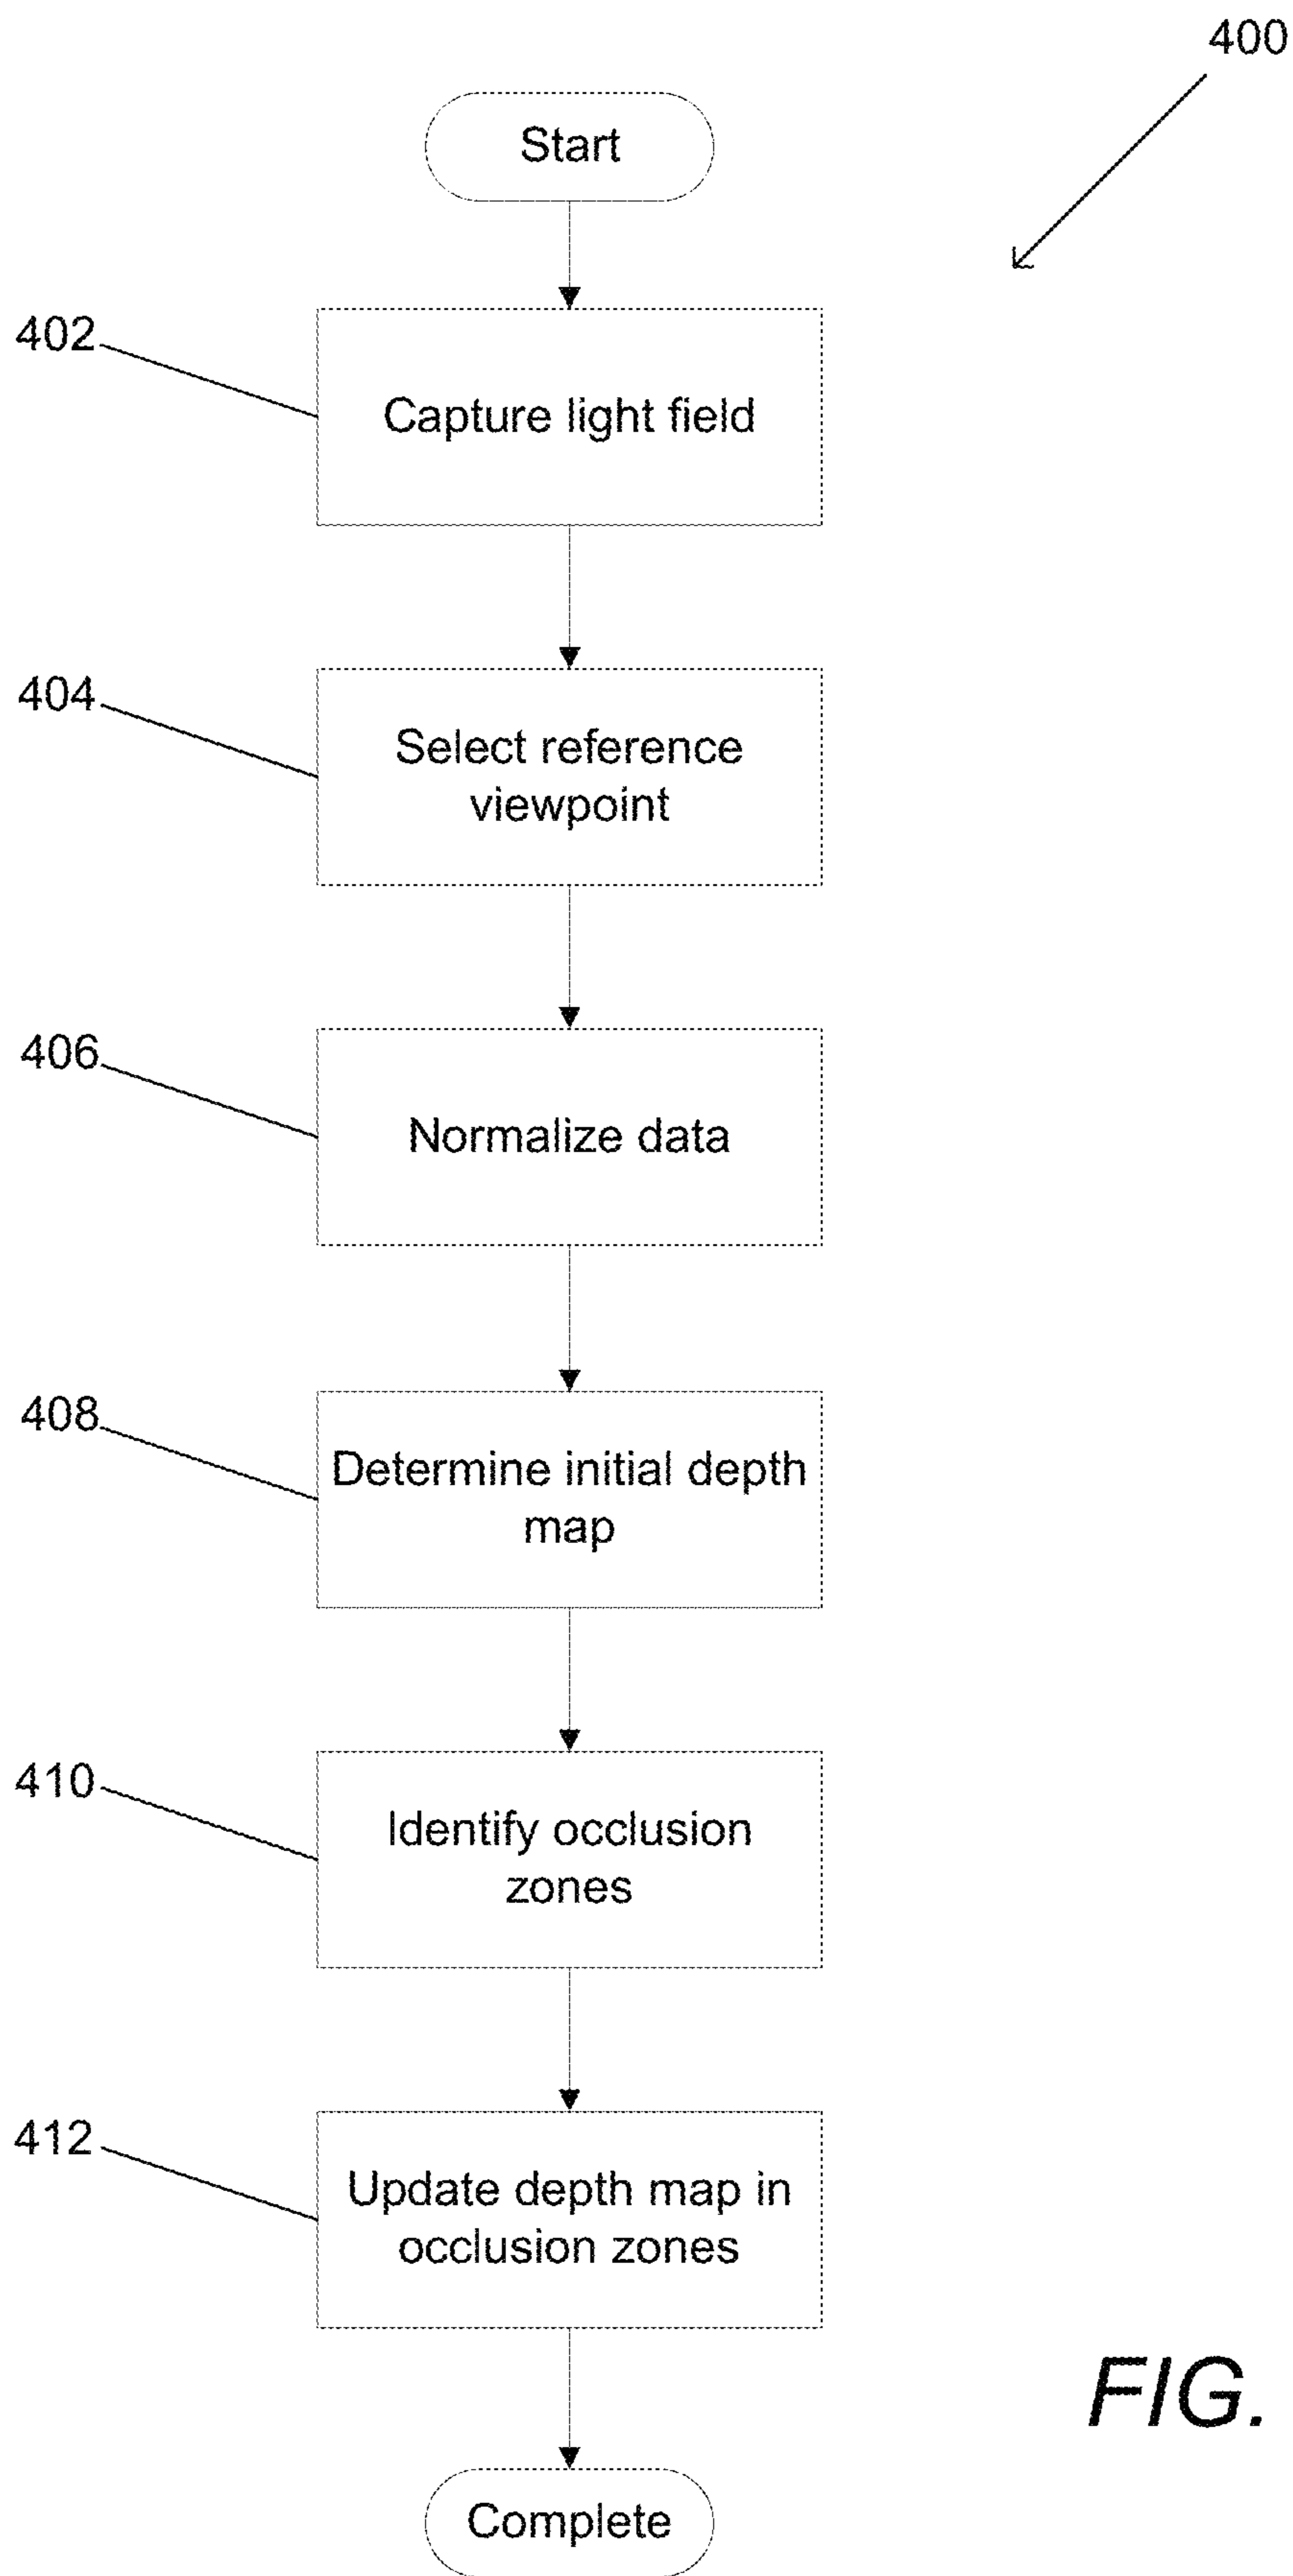 400
Start
402
Capture light field
404
Select reference
viewpoint
406
Normalize data
408
Determine initial depth
map
410
Identify occlusion
zones
412
Update depth map in
occlusion zones
FIG.
Complete